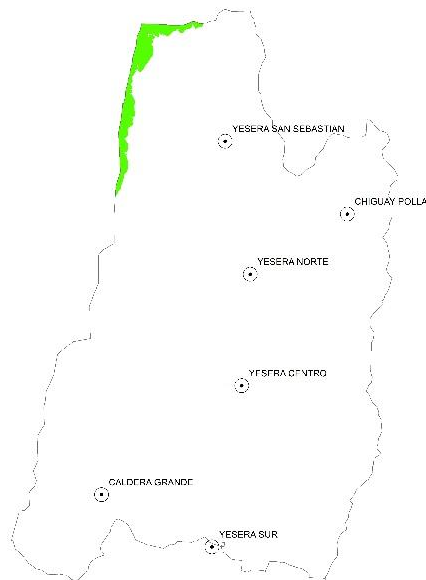 YESERA SAN SEBASTIAN
CHIGUAY POLLA
YESERA NORTE
YESERA CENTRO
CALDERA GRANDE
YESERA SUR